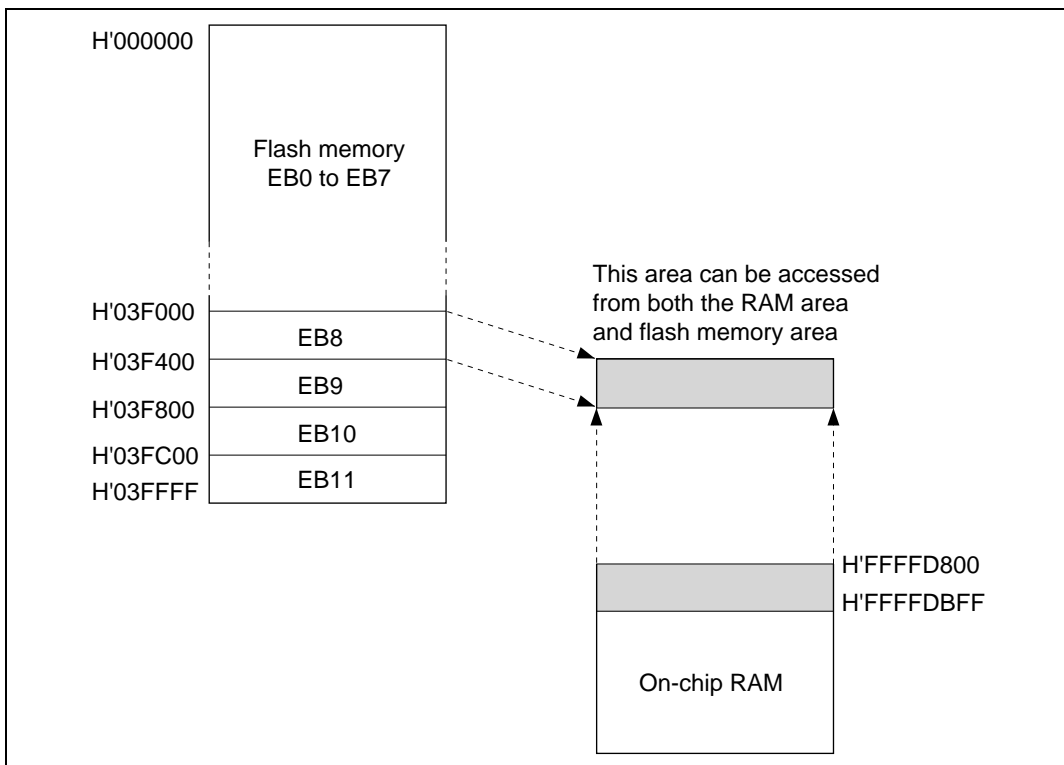 H'000000
Flash memory
EB0 to EB7
H'03F000
EB8
H'03F400
EB9
H'03F800
EB10
H'03FC00
EB11
H'03FFFF
This area can be accessed
from both the RAM area
and flash memory area
H'FFFFD800
H'FFFFDBFF
On-chip RAM